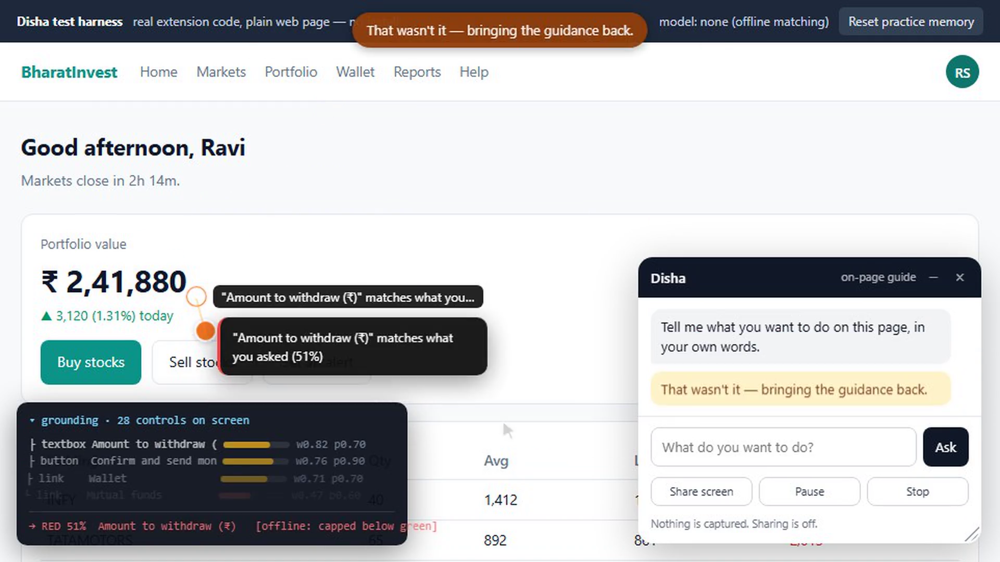 Disha test harness real extension code, plain web page —
That wasn't it — bringing the guidance back.
model: none (offline matching)
Reset practice memory
BharatInvest
Home
Markets
Portfolio
Wallet
Reports
Help
RS
Good afternoon, Ravi
Markets close in 2h 14m.
Portfolio value
₹ 2,41,880
▲ 3,120 (1.31%) today
"Amount to withdraw (₹)" matches what you...
"Amount to withdraw (₹)" matches what
you asked (51%)
Buy stocks
Sell
alert
▾ grounding · 28 controls on screen
├ textbox Amount to withdraw ( w0.82 p0.70
├ button Confirm and send mon w0.76 p0.90
├ link Wallet w0.71 p0.70
└ link Mutual funds w0.47 p0.60
→ RED 51% Amount to withdraw (₹) [offline: capped below green]
Qty
Avg
INFY
40
1,412
TATAMOTORS
65
892
Disha
on-page guide
Tell me what you want to do on this page, in
your own words.
That wasn't it — bringing the guidance back.
What do you want to do?
Ask
Share screen
Pause
Stop
Nothing is captured. Sharing is off.